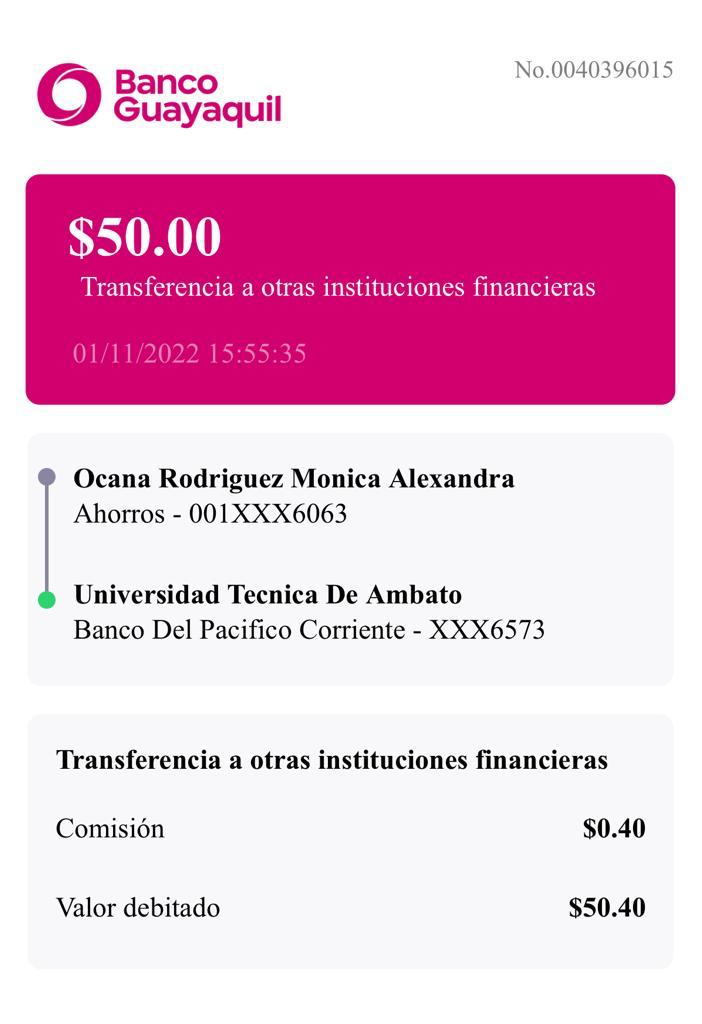 Banco
Guayaquil
No.0040396015
$50.00
Transferencia a otras instituciones financieras
01/11/2022 15:55:35
Ocana Rodriguez Monica Alexandra
Ahorros - 001XXX6063
Universidad Tecnica De Ambato
Banco Del Pacifico Corriente - XXX6573
Transferencia a otras instituciones financieras
Comisión $0.40
Valor debitado $50.40